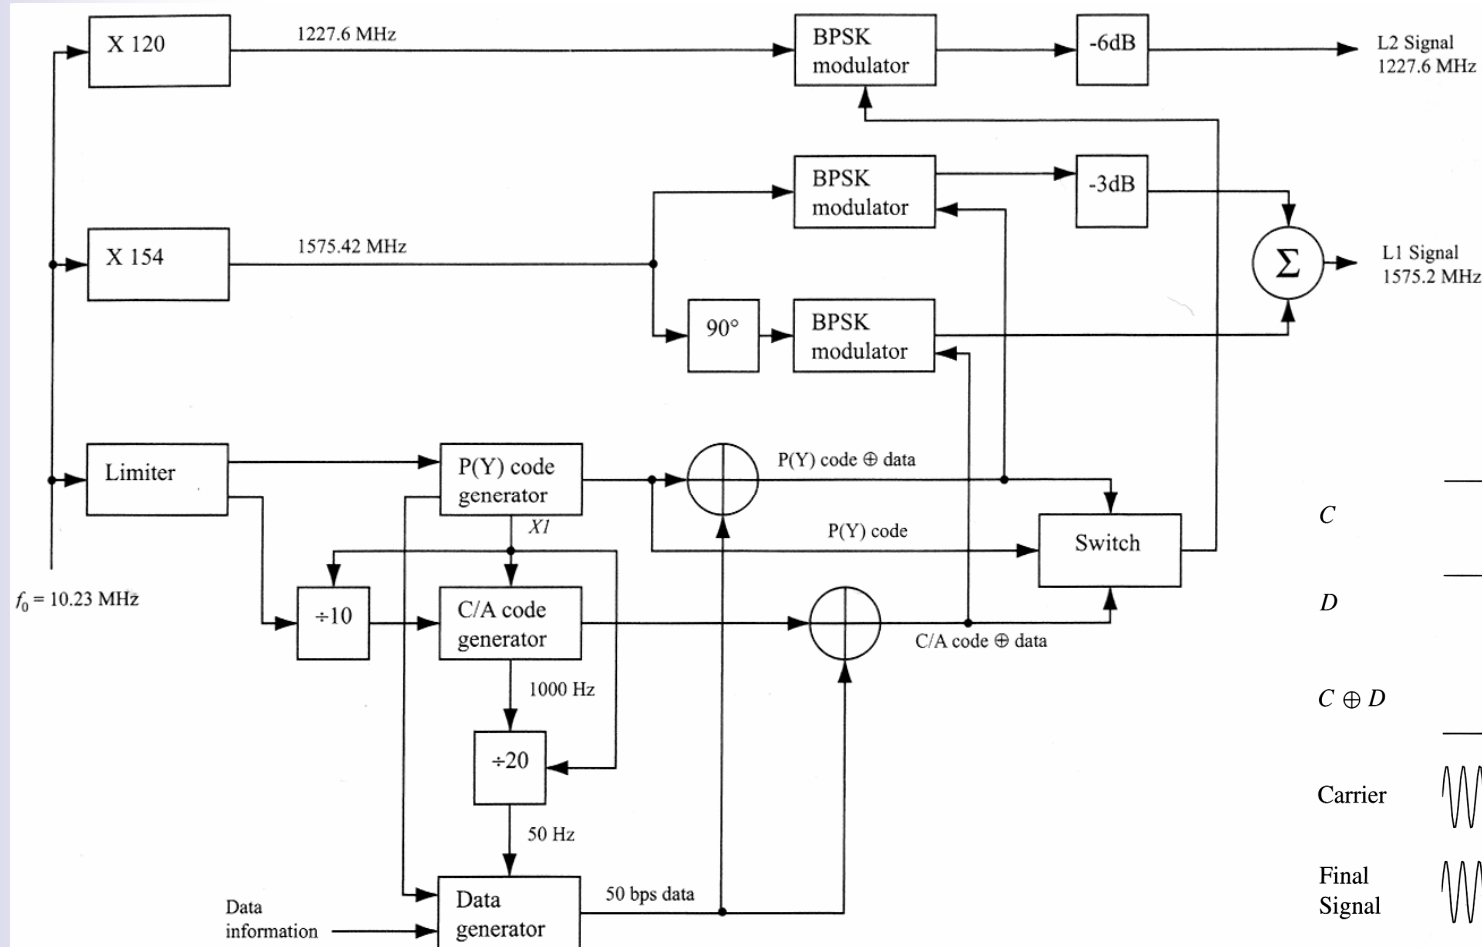 X 120
1227.6 MHz
BPSK
modulator
-6dB
L2 Signal
1227.6 MHz
BPSK
modulator
-3dB
X 154
1575.42 MHz
Σ
L1 Signal
1575.2 MHz
90°
BPSK
modulator
Limiter
P(Y) code
generator
X1
P(Y) code ⊕ data
P(Y) code
Switch
f₀ = 10.23 MHz
÷10
C/A code
generator
C/A code ⊕ data
1000 Hz
÷20
50 Hz
Data
information
Data
generator
50 bps data
C
D
C ⊕ D
Carrier
Final
Signal